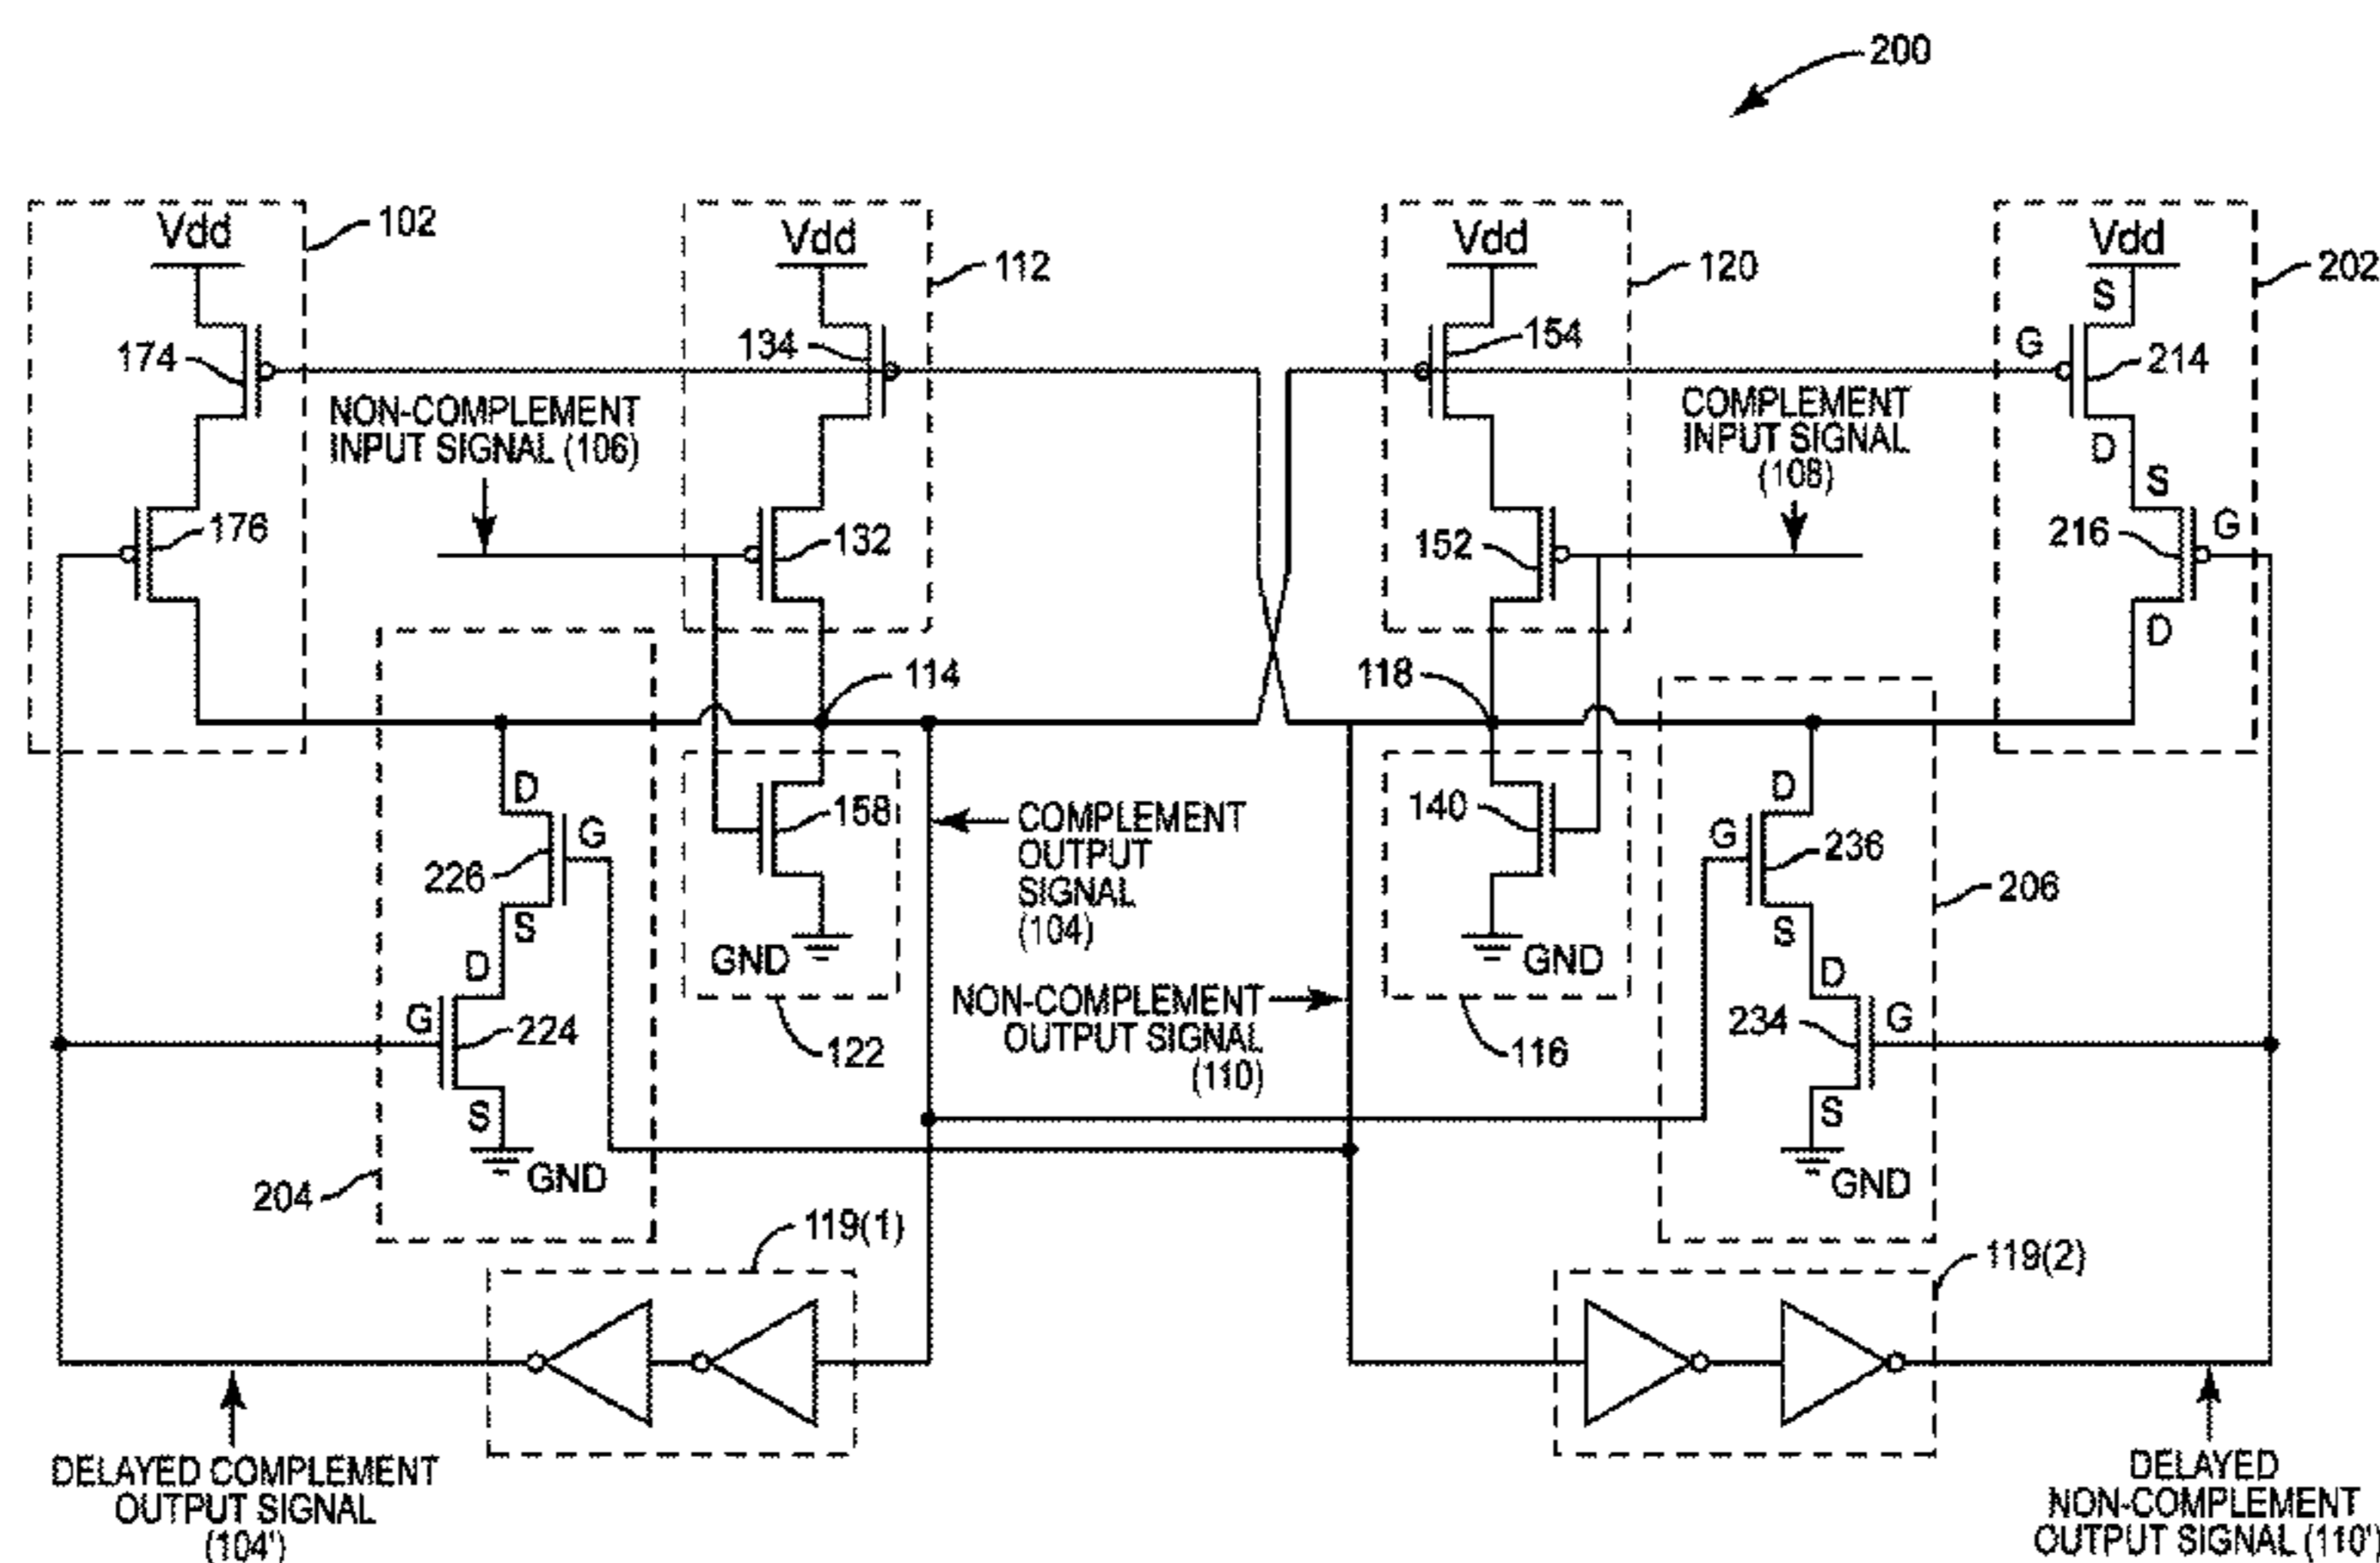 200
Vdd
102
Vdd
112
Vdd
120
Vdd
202
S
174
134
154
G
214
NON-COMPLEMENT
INPUT SIGNAL (106)
COMPLEMENT
INPUT SIGNAL
(108)
D
S
176
132
152
216
G
D
114
118
D
G
226
S
158
COMPLEMENT
OUTPUT
SIGNAL
(104)
140
D
G
236
S
206
D
G
224
S
GND
GND
NON-COMPLEMENT
OUTPUT SIGNAL
(110)
D
234
G
S
122
116
204
GND
GND
119(1)
119(2)
DELAYED COMPLEMENT
OUTPUT SIGNAL
(104')
DELAYED
NON-COMPLEMENT
OUTPUT SIGNAL (110')